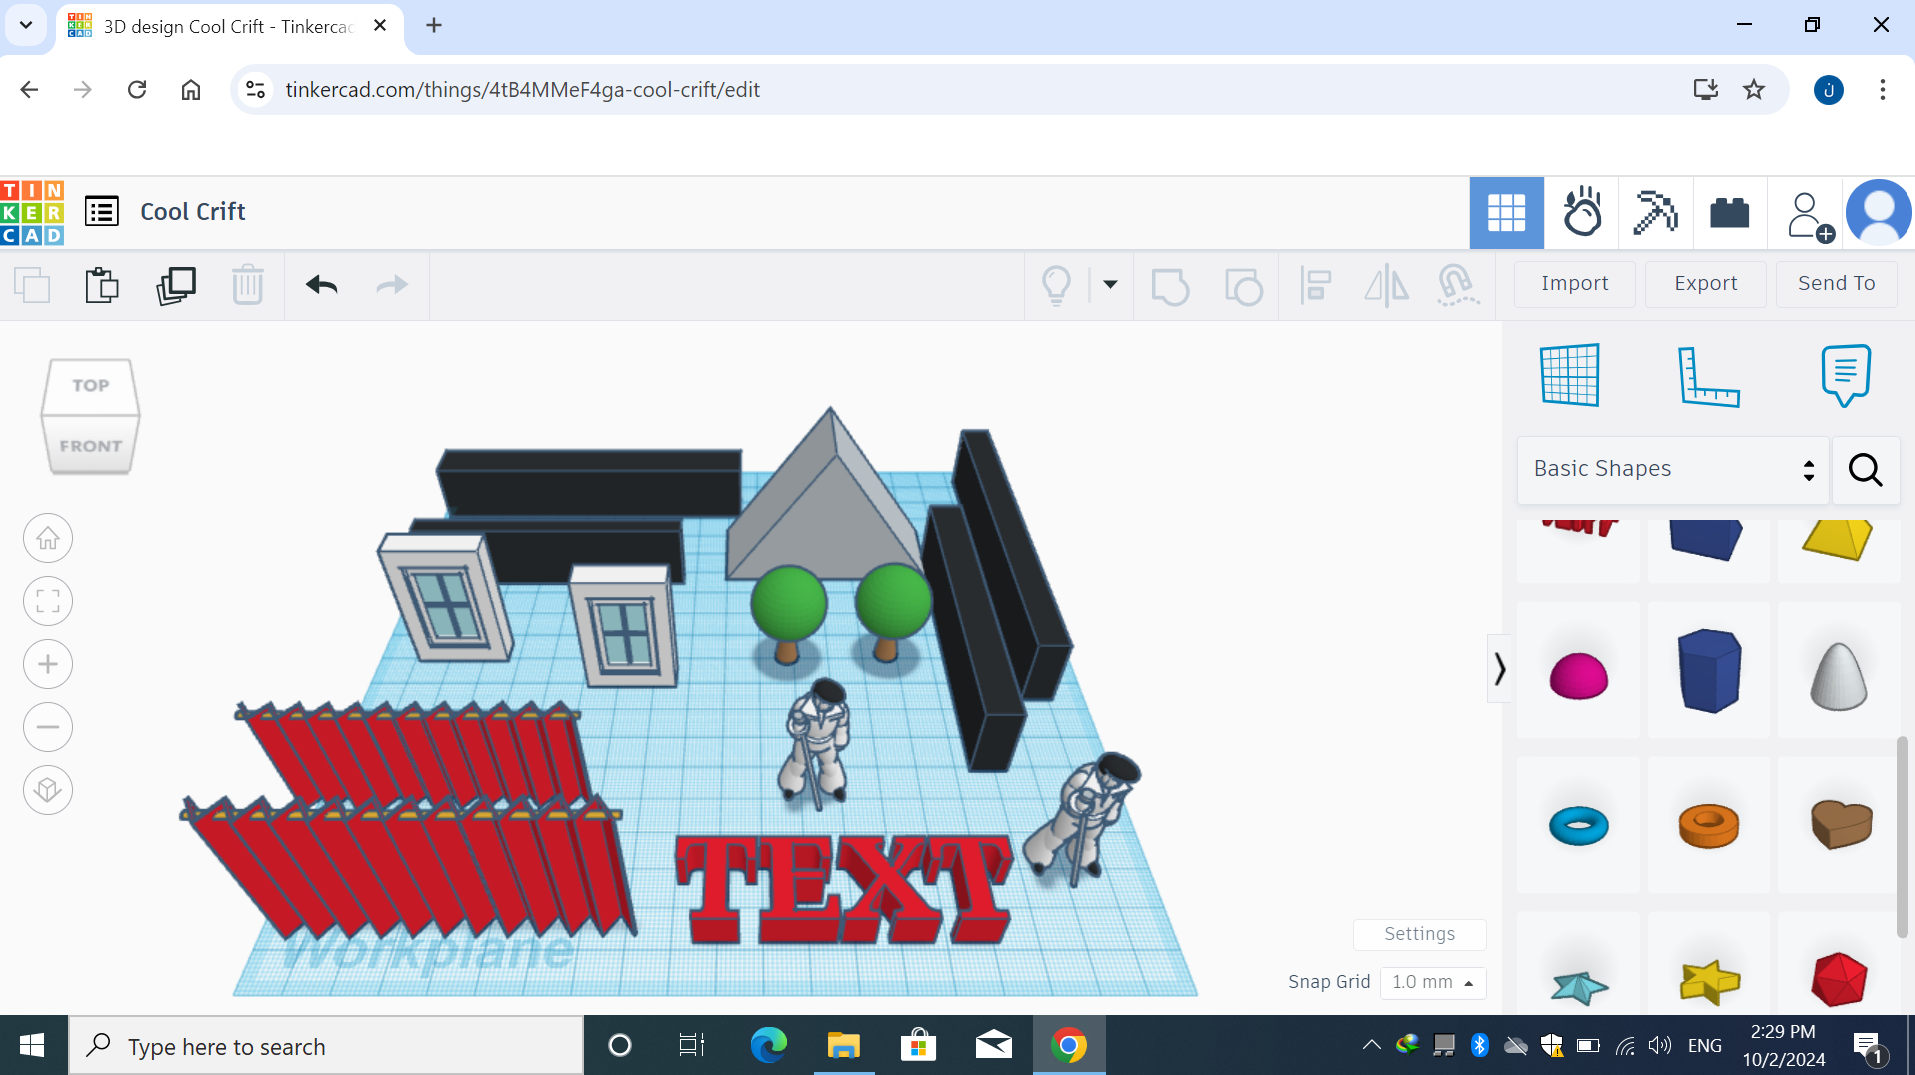 3D design Cool Crift - Tinkercad
tinkercad.com/things/4tB4MMeF4ga-cool-crift/edit
ن
TIN
KER
CAD
Cool Crift
Import
Export
Send To
TOP
FRONT
Basic Shapes
TEXT
Workplane
Settings
Snap Grid
1.0 mm
Type here to search
ENG
2:29 PM
10/2/2024
1